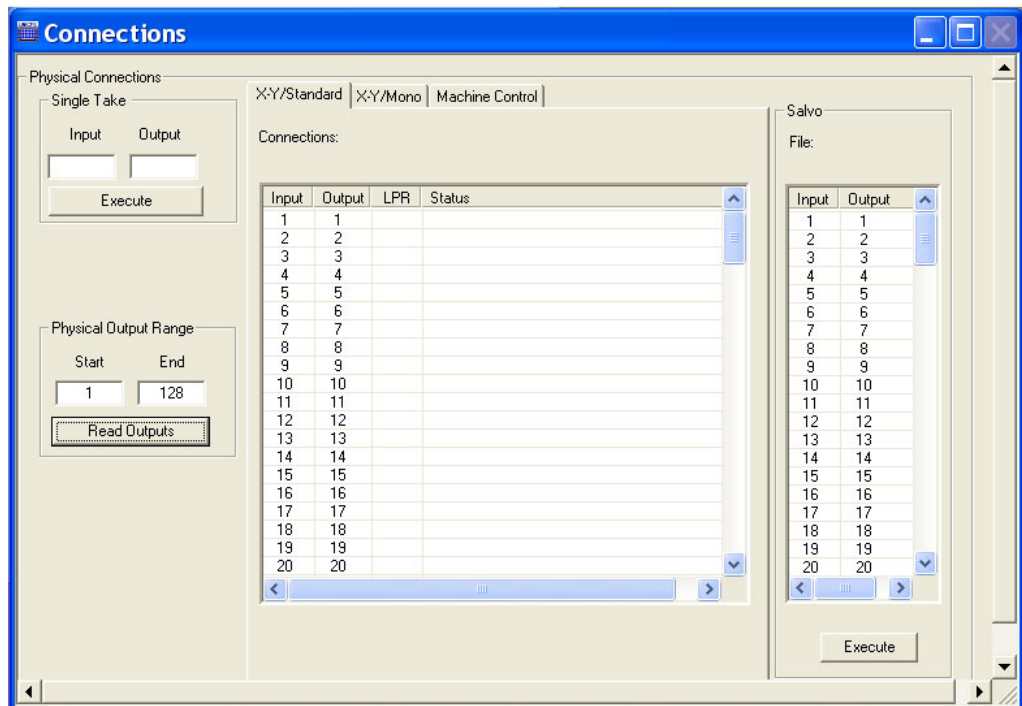 Connections
Physical Connections
Single Take
Input Output
Execute
Physical Output Range
Start End
1 128
Read Outputs
X-Y/Standard X-Y/Mono Machine Control
Connections:
Input Output LPR Status
1 1
2 2
3 3
4 4
5 5
6 6
7 7
8 8
9 9
10 10
11 11
12 12
13 13
14 14
15 15
16 16
17 17
18 18
19 19
20 20
Salvo
File:
Input Output
1 1
2 2
3 3
4 4
5 5
6 6
7 7
8 8
9 9
10 10
11 11
12 12
13 13
14 14
15 15
16 16
17 17
18 18
19 19
20 20
Execute